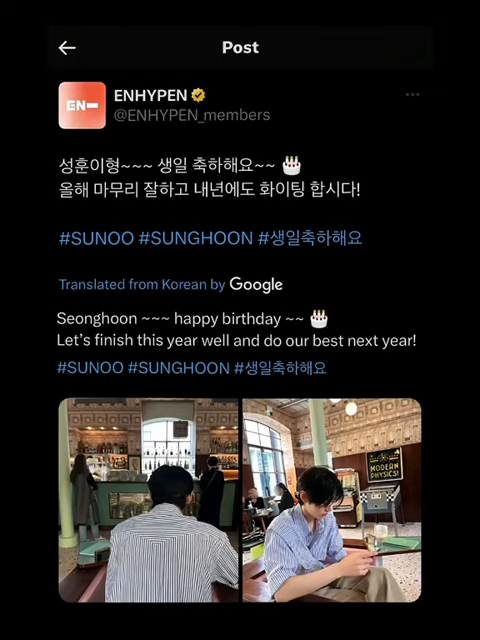 Post
EN-
ENHYPEN
@ENHYPEN_members
성훈이형~~~ 생일 축하해요~~ 🎂
올해 마무리 잘하고 내년에도 화이팅 합시다!
#SUNOO #SUNGHOON #생일축하해요
Translated from Korean by Google
Seonghoon ~~~ happy birthday ~~ 🎂
Let's finish this year well and do our best next year!
#SUNOO #SUNGHOON #생일축하해요
MODERN
PHYSICS!